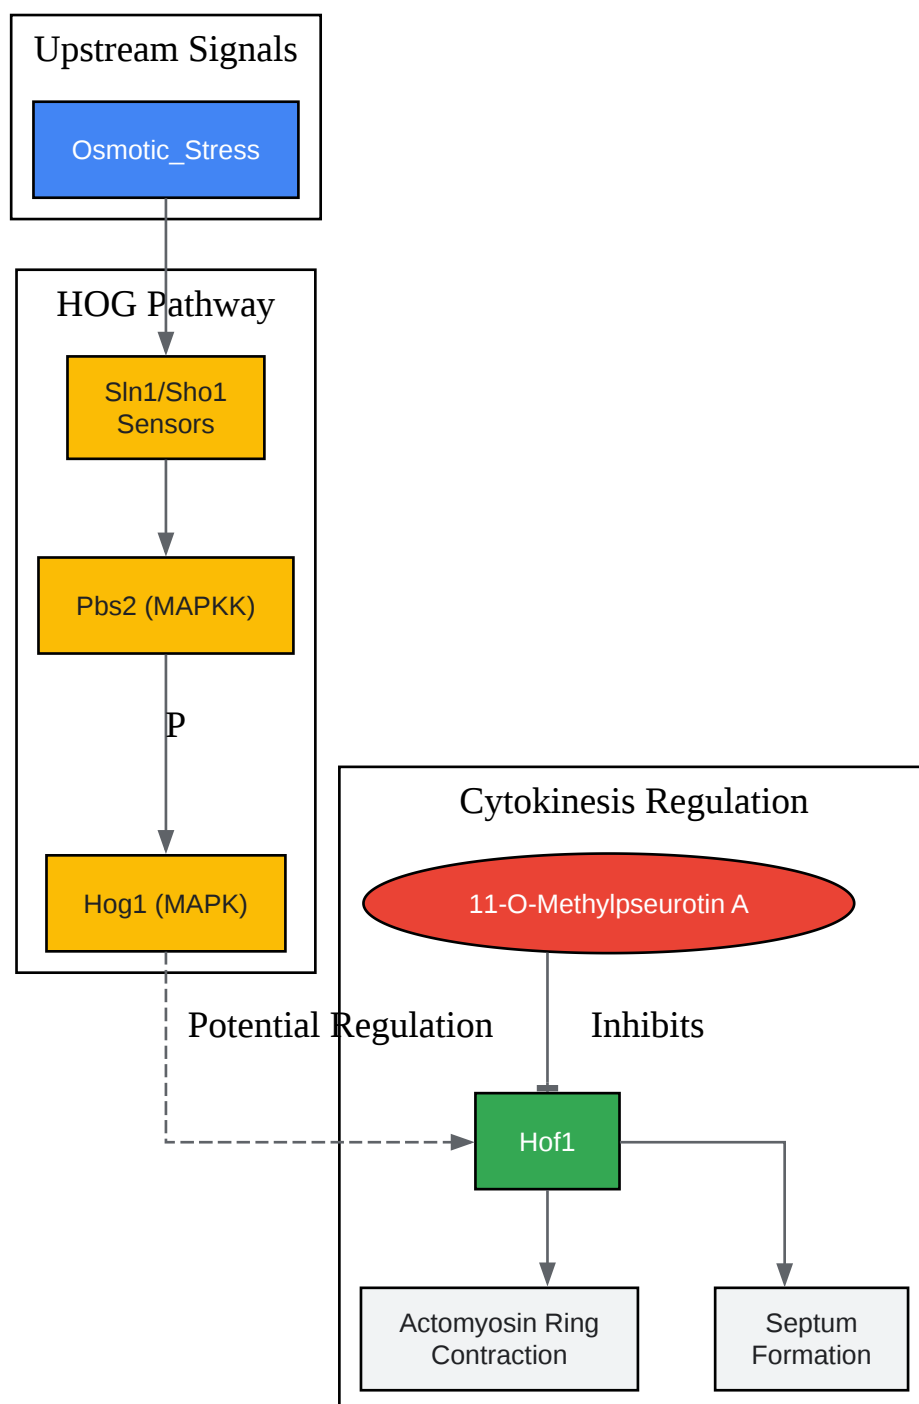 Upstream Signals
Osmotic_Stress
HOG Pathway
Sln1/Sho1
Sensors
Pbs2 (MAPKK)
P
Cytokinesis Regulation
Hog1 (MAPK)
11-O-Methylpseurotin A
Potential Regulation
Inhibits
Hof1
Actomyosin Ring
Contraction
Septum
Formation